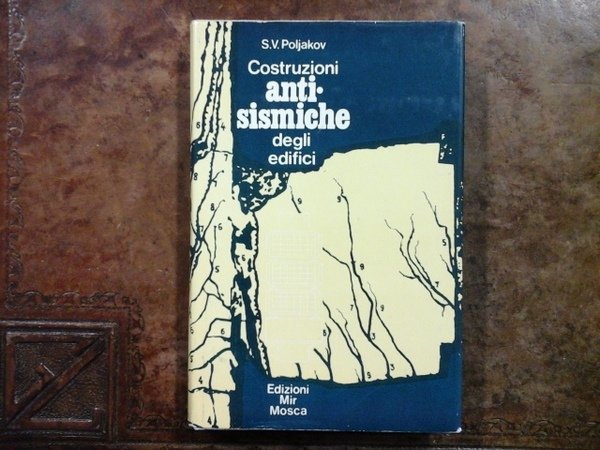 S.V. Poljakov
Costruzioni
anti-
sismiche
degli
edifici
Edizioni
Mir
Mosca